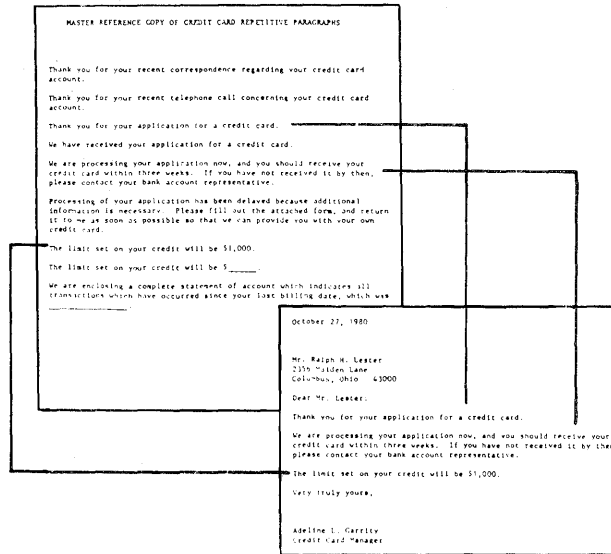 MASTER REFERENCE COPY OF CREDIT CARD REPETITIVE PARAGRAPHS
Thank you for your recent correspondence regarding your credit card
account.
Thank you for your recent telephone call concerning your credit card
account.
Thank you for your application for a credit card.
We have received your application for a credit card.
We are processing your application now, and you should receive your
credit card within three weeks. If you have not received it by then,
please contact your bank account representative.
Processing of your application has been delayed because additional
information is necessary. Please fill out the attached form, and return
it to me as soon as possible so that we can provide you with your own
credit card.
The limit set on your credit will be $1,000.
The limit set on your credit will be $_____.
We are enclosing a complete statement of account which indicates all
transactions which have occurred since your last billing date, which was
__________.
October 27, 1980
Mr. Ralph H. Lester
Maiden Lane
Columbus, Ohio 43000
Dear Mr. Lester:
Thank you for your application for a credit card.
We are processing your application now, and you should receive your
credit card within three weeks. If you have not received it by then
please contact your bank account representative.
The limit set on your credit will be $1,000.
Very truly yours,
Adeline L. Garrity
Credit Card Manager